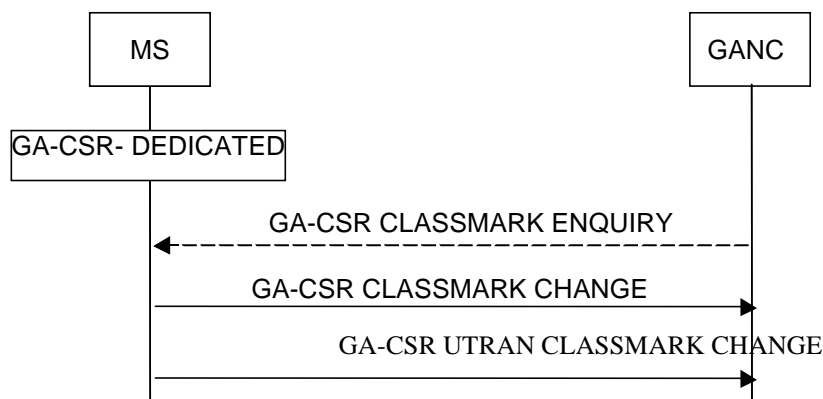 MS
GANC
GA-CSR- DEDICATED
GA-CSR CLASSMARK ENQUIRY
GA-CSR CLASSMARK CHANGE
GA-CSR UTRAN CLASSMARK CHANGE